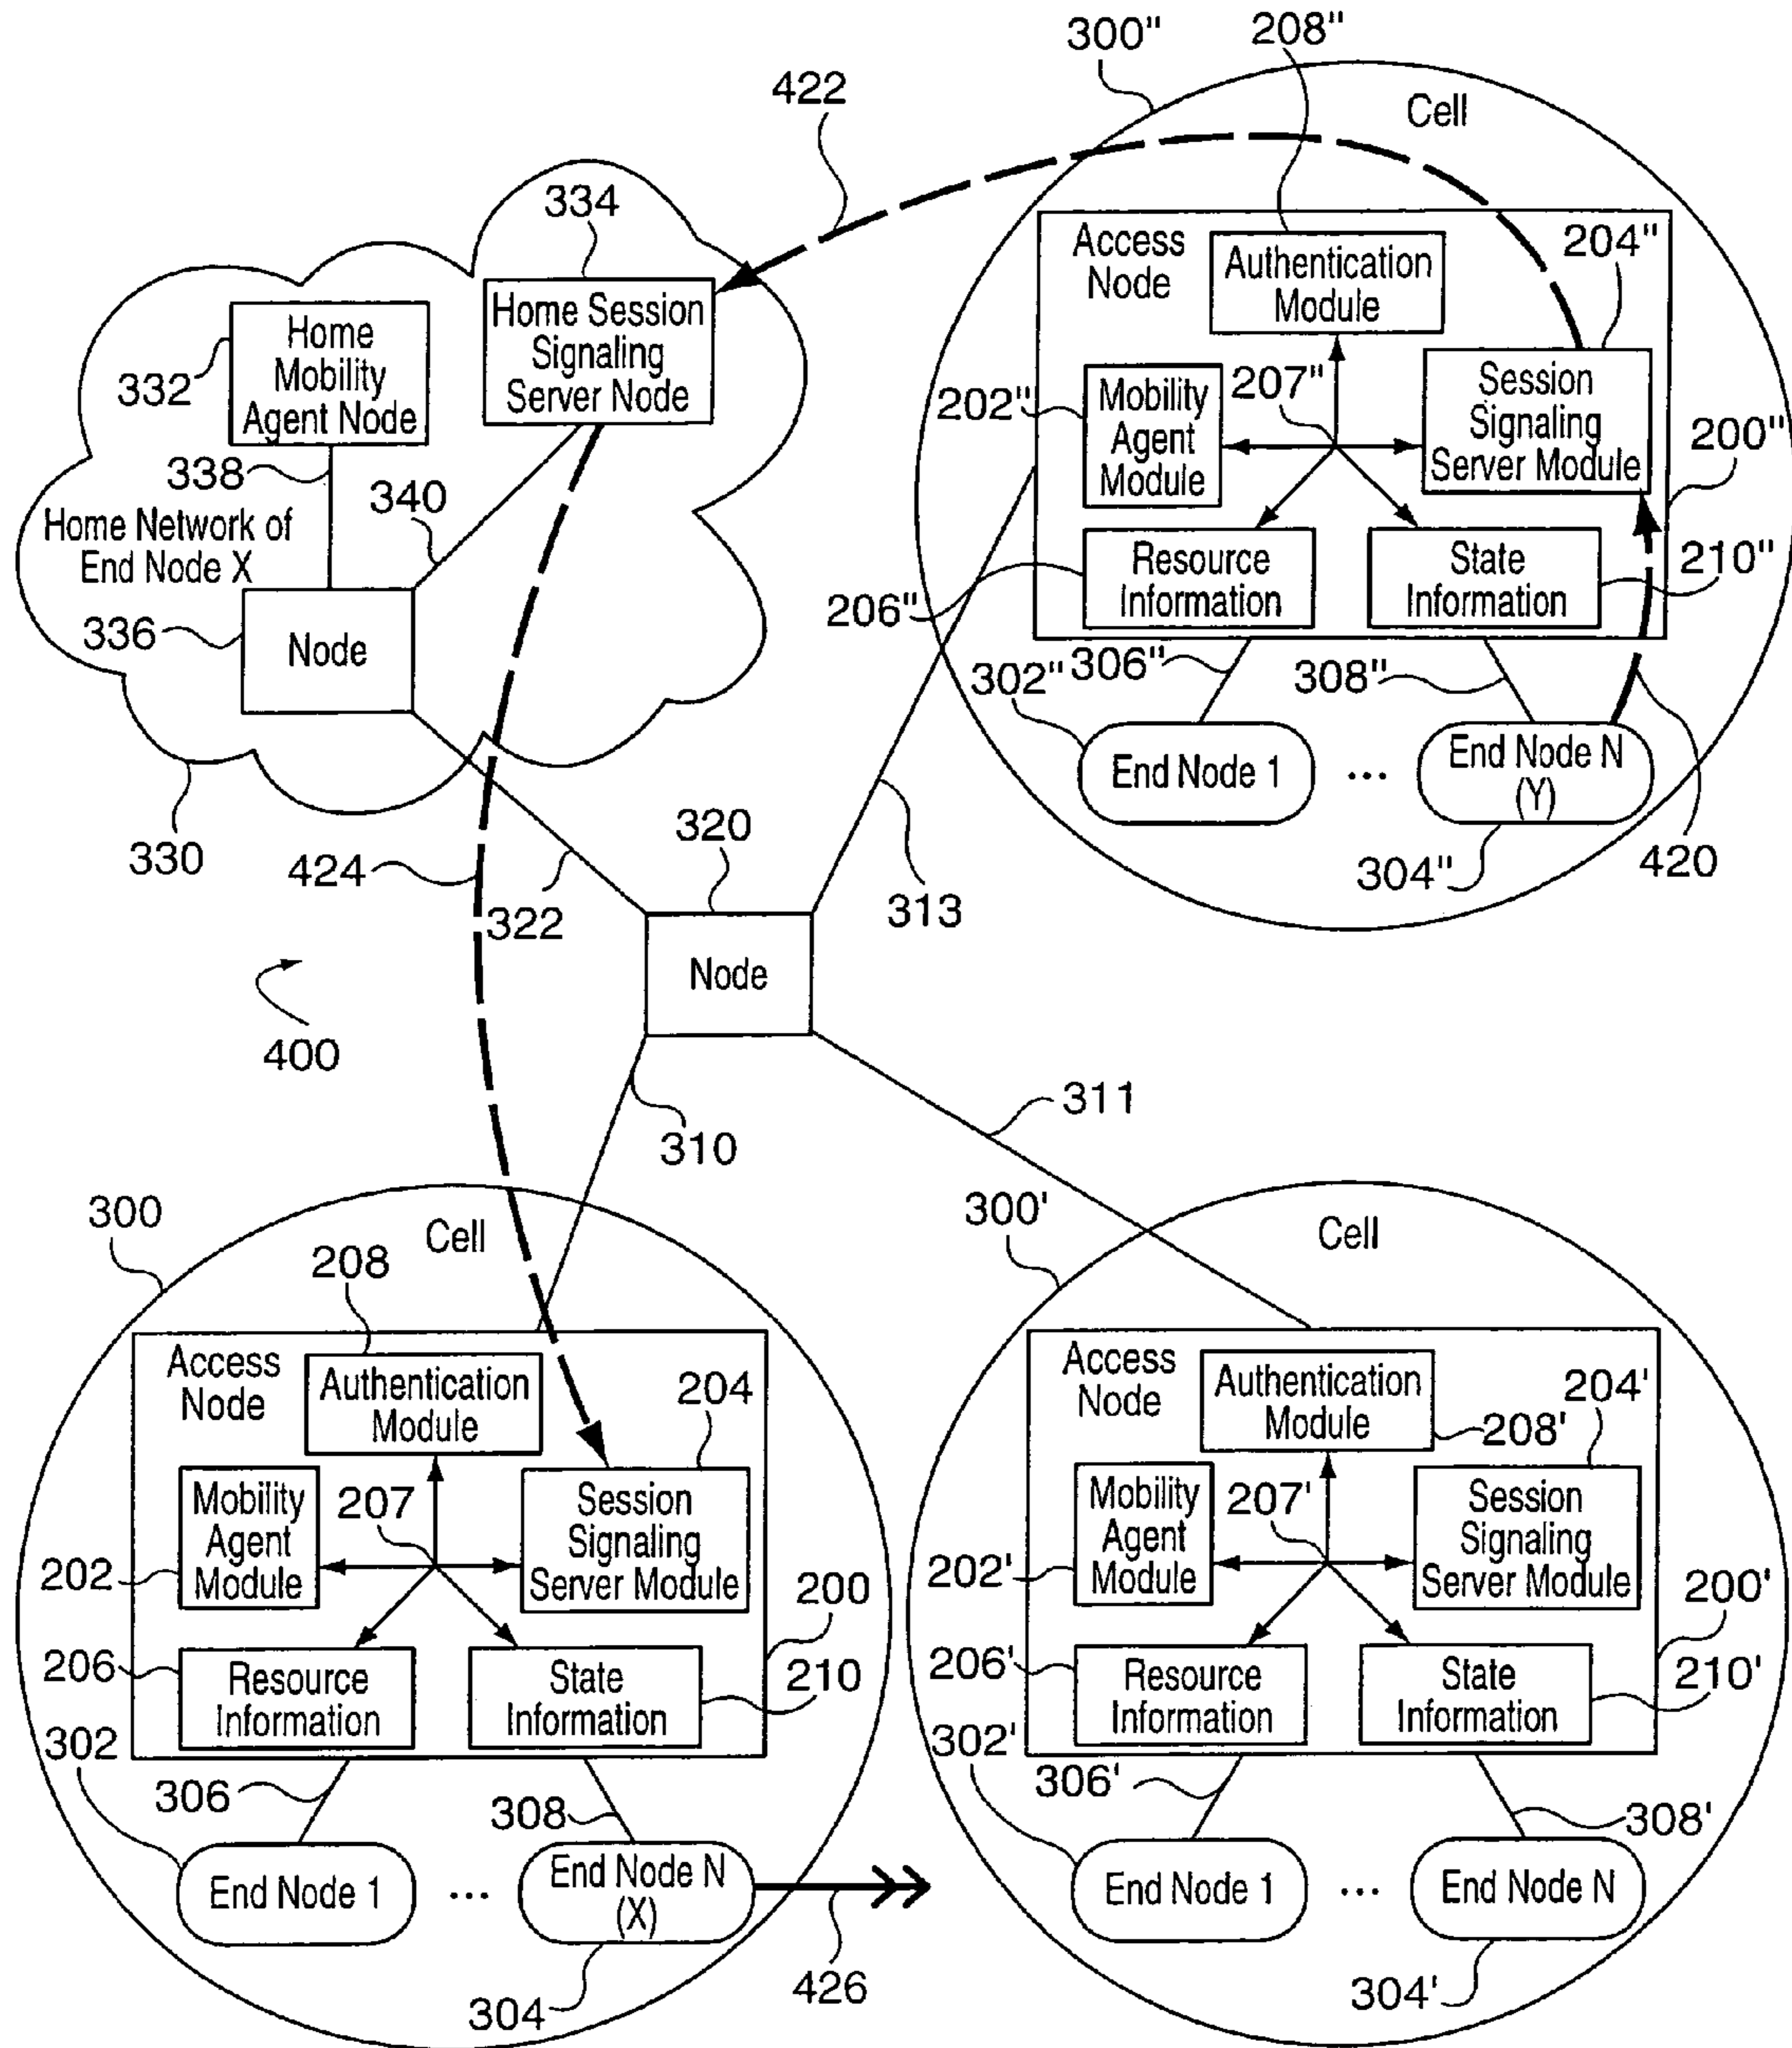 300"
208"
Cell
422
334
Home Session
Signaling
Server Node
Home
Mobility
Agent Node
332
338
340
Home Network of
End Node X
336
Node
330
Access
Node
Authentication
Module
204"
202"
Mobility
Agent
Module
207"
Session
Signaling
Server Module
200"
Resource
Information
206"
State
Information
210"
302"
306"
308"
End Node 1
...
End Node N
(Y)
304"
420
424
322
320
Node
313
400
310
311
300
Cell
208
Access
Node
Authentication
Module
204
Mobility
Agent
Module
202
207
Session
Signaling
Server Module
200
206
Resource
Information
State
Information
210
302
306
308
End Node 1
...
End Node N
(X)
304
426
300'
Cell
Access
Node
Authentication
Module
204'
208'
Mobility
Agent
Module
202'
207'
Session
Signaling
Server Module
200'
206'
Resource
Information
State
Information
210'
302'
306'
308'
End Node 1
...
End Node N
304'